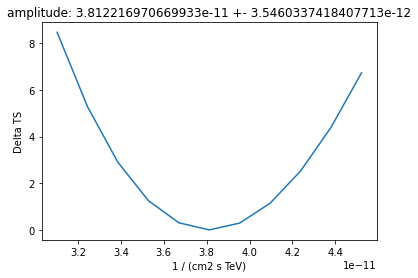 amplitude: 3.812216970669933e-11 +- 3.5460337418407713e-12
8
6
4
2
0
Delta TS
3.2 3.4 3.6 3.8 4.0 4.2 4.4
1e−11
1 / (cm2 s TeV)